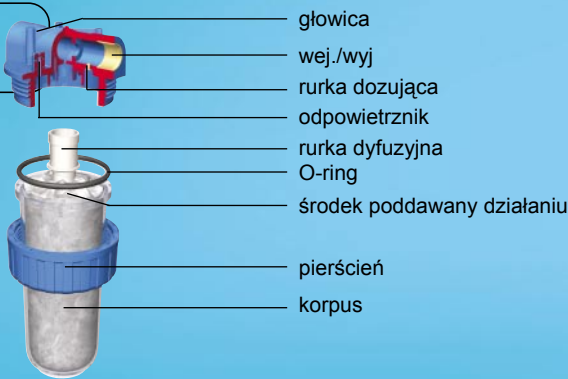 głowica
wej./wyj
rurka dozująca
odpowietrznik
rurka dyfuzyjna
O-ring
środek poddawany działaniu
pierścień
korpus